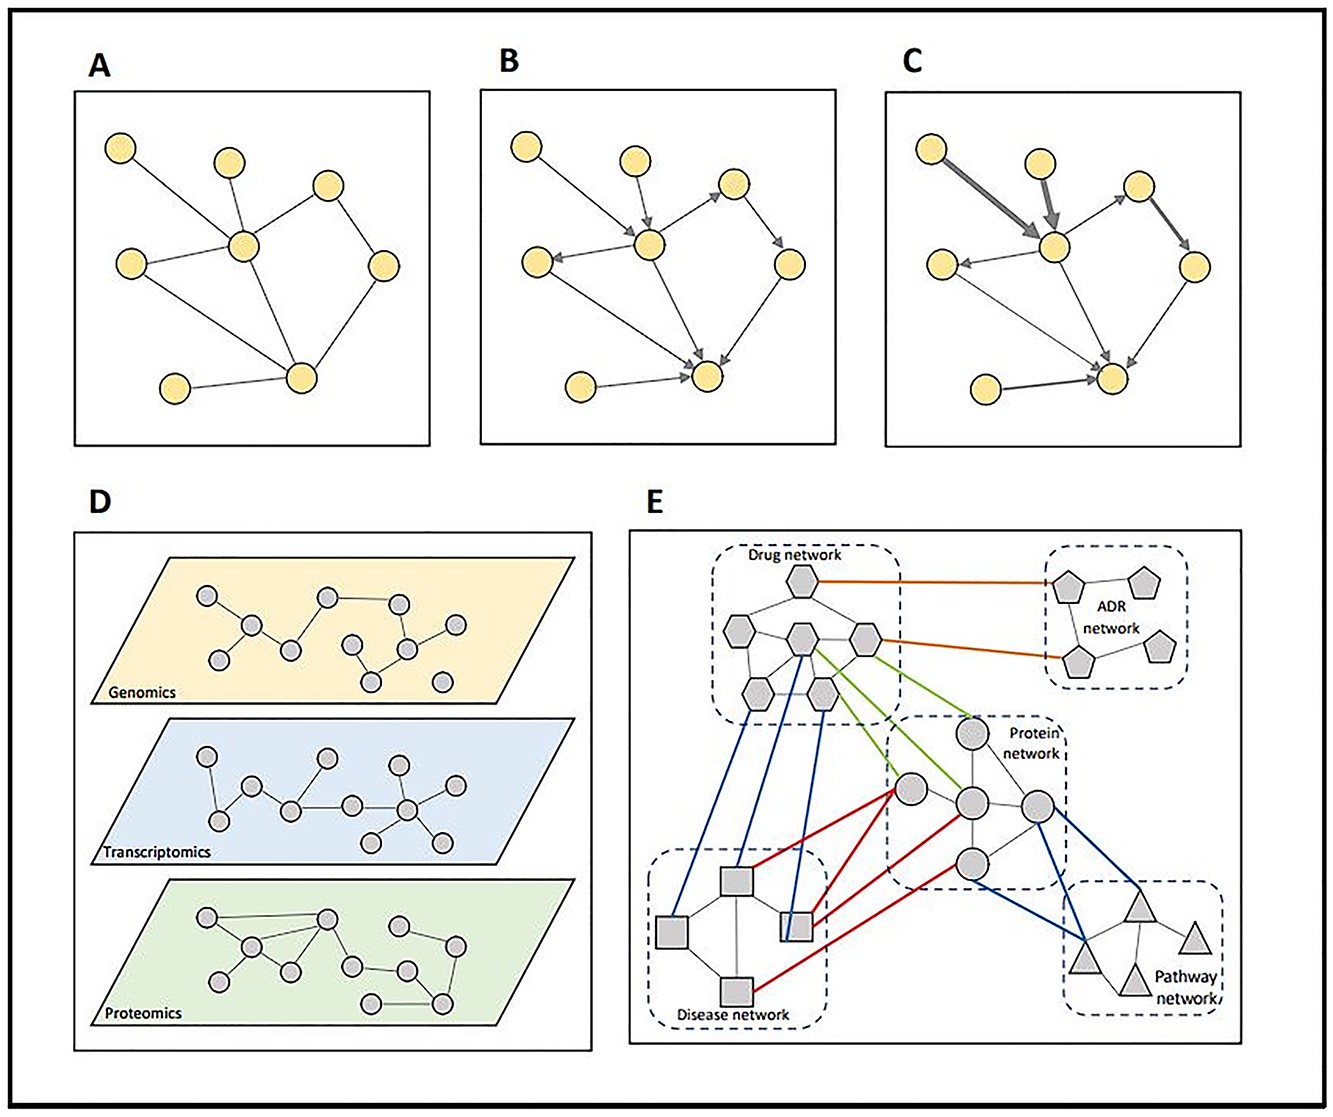 A
B
C
D
E
Genomics
Transcriptomics
Proteomics
Drug network
ADR
network
Protein
network
Disease network
Pathway
network